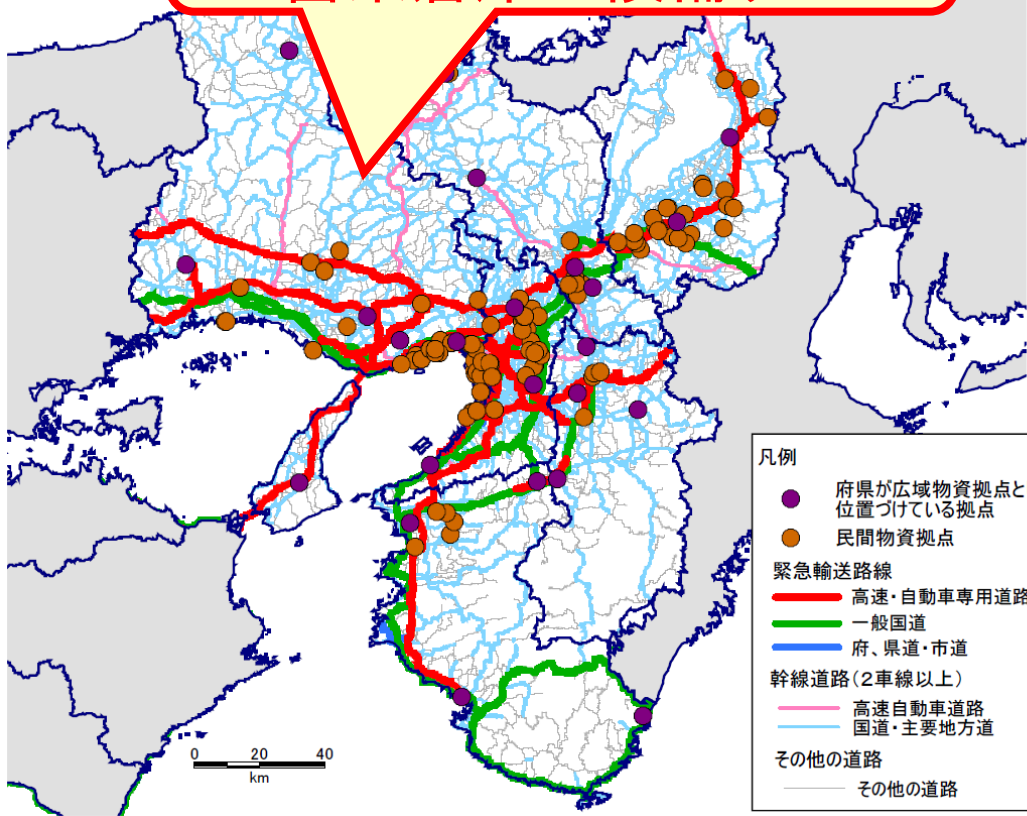 凡例
府県が広域物資拠点と
位置づけている拠点
民間物資拠点
緊急輸送路線
高速・自動車専用道路
一般国道
府、県道・市道
幹線道路(２車線以上)
高速自動車道路
国道・主要地方道
その他の道路
その他の道路
0 20 40
km